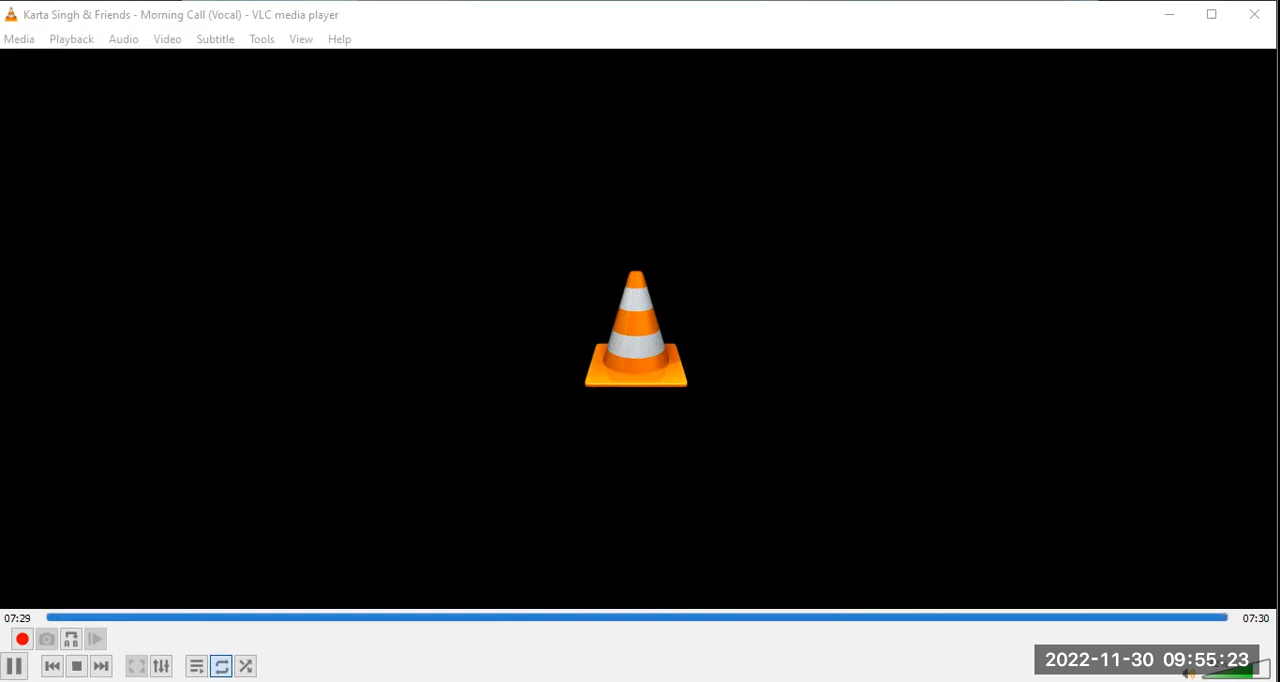 Karta Singh & Friends - Morning Call (Vocal) - VLC media player
Media Playback Audio Video Subtitle Tools View Help
07:29 07:30
A B
2022-11-30 09:55:23